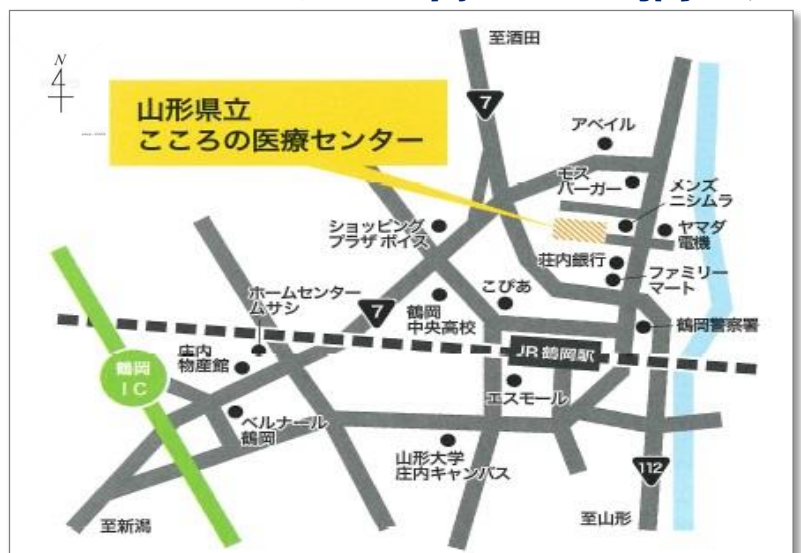 N
至酒田
7
山形県立
こころの医療センター
アベイル
モス
バーガー
メンズ
ニシムラ
ショッピング
プラザ ボイス
ヤマダ
電機
荘内銀行
ファミリー
マート
ホームセンター
ムサシ
こぴあ
7
鶴岡
中央高校
鶴岡警察署
JR 鶴岡駅
庄内
物産館
鶴岡
IC
エスモール
ベルナール
鶴岡
山形大学
庄内キャンパス
112
至新潟
至山形